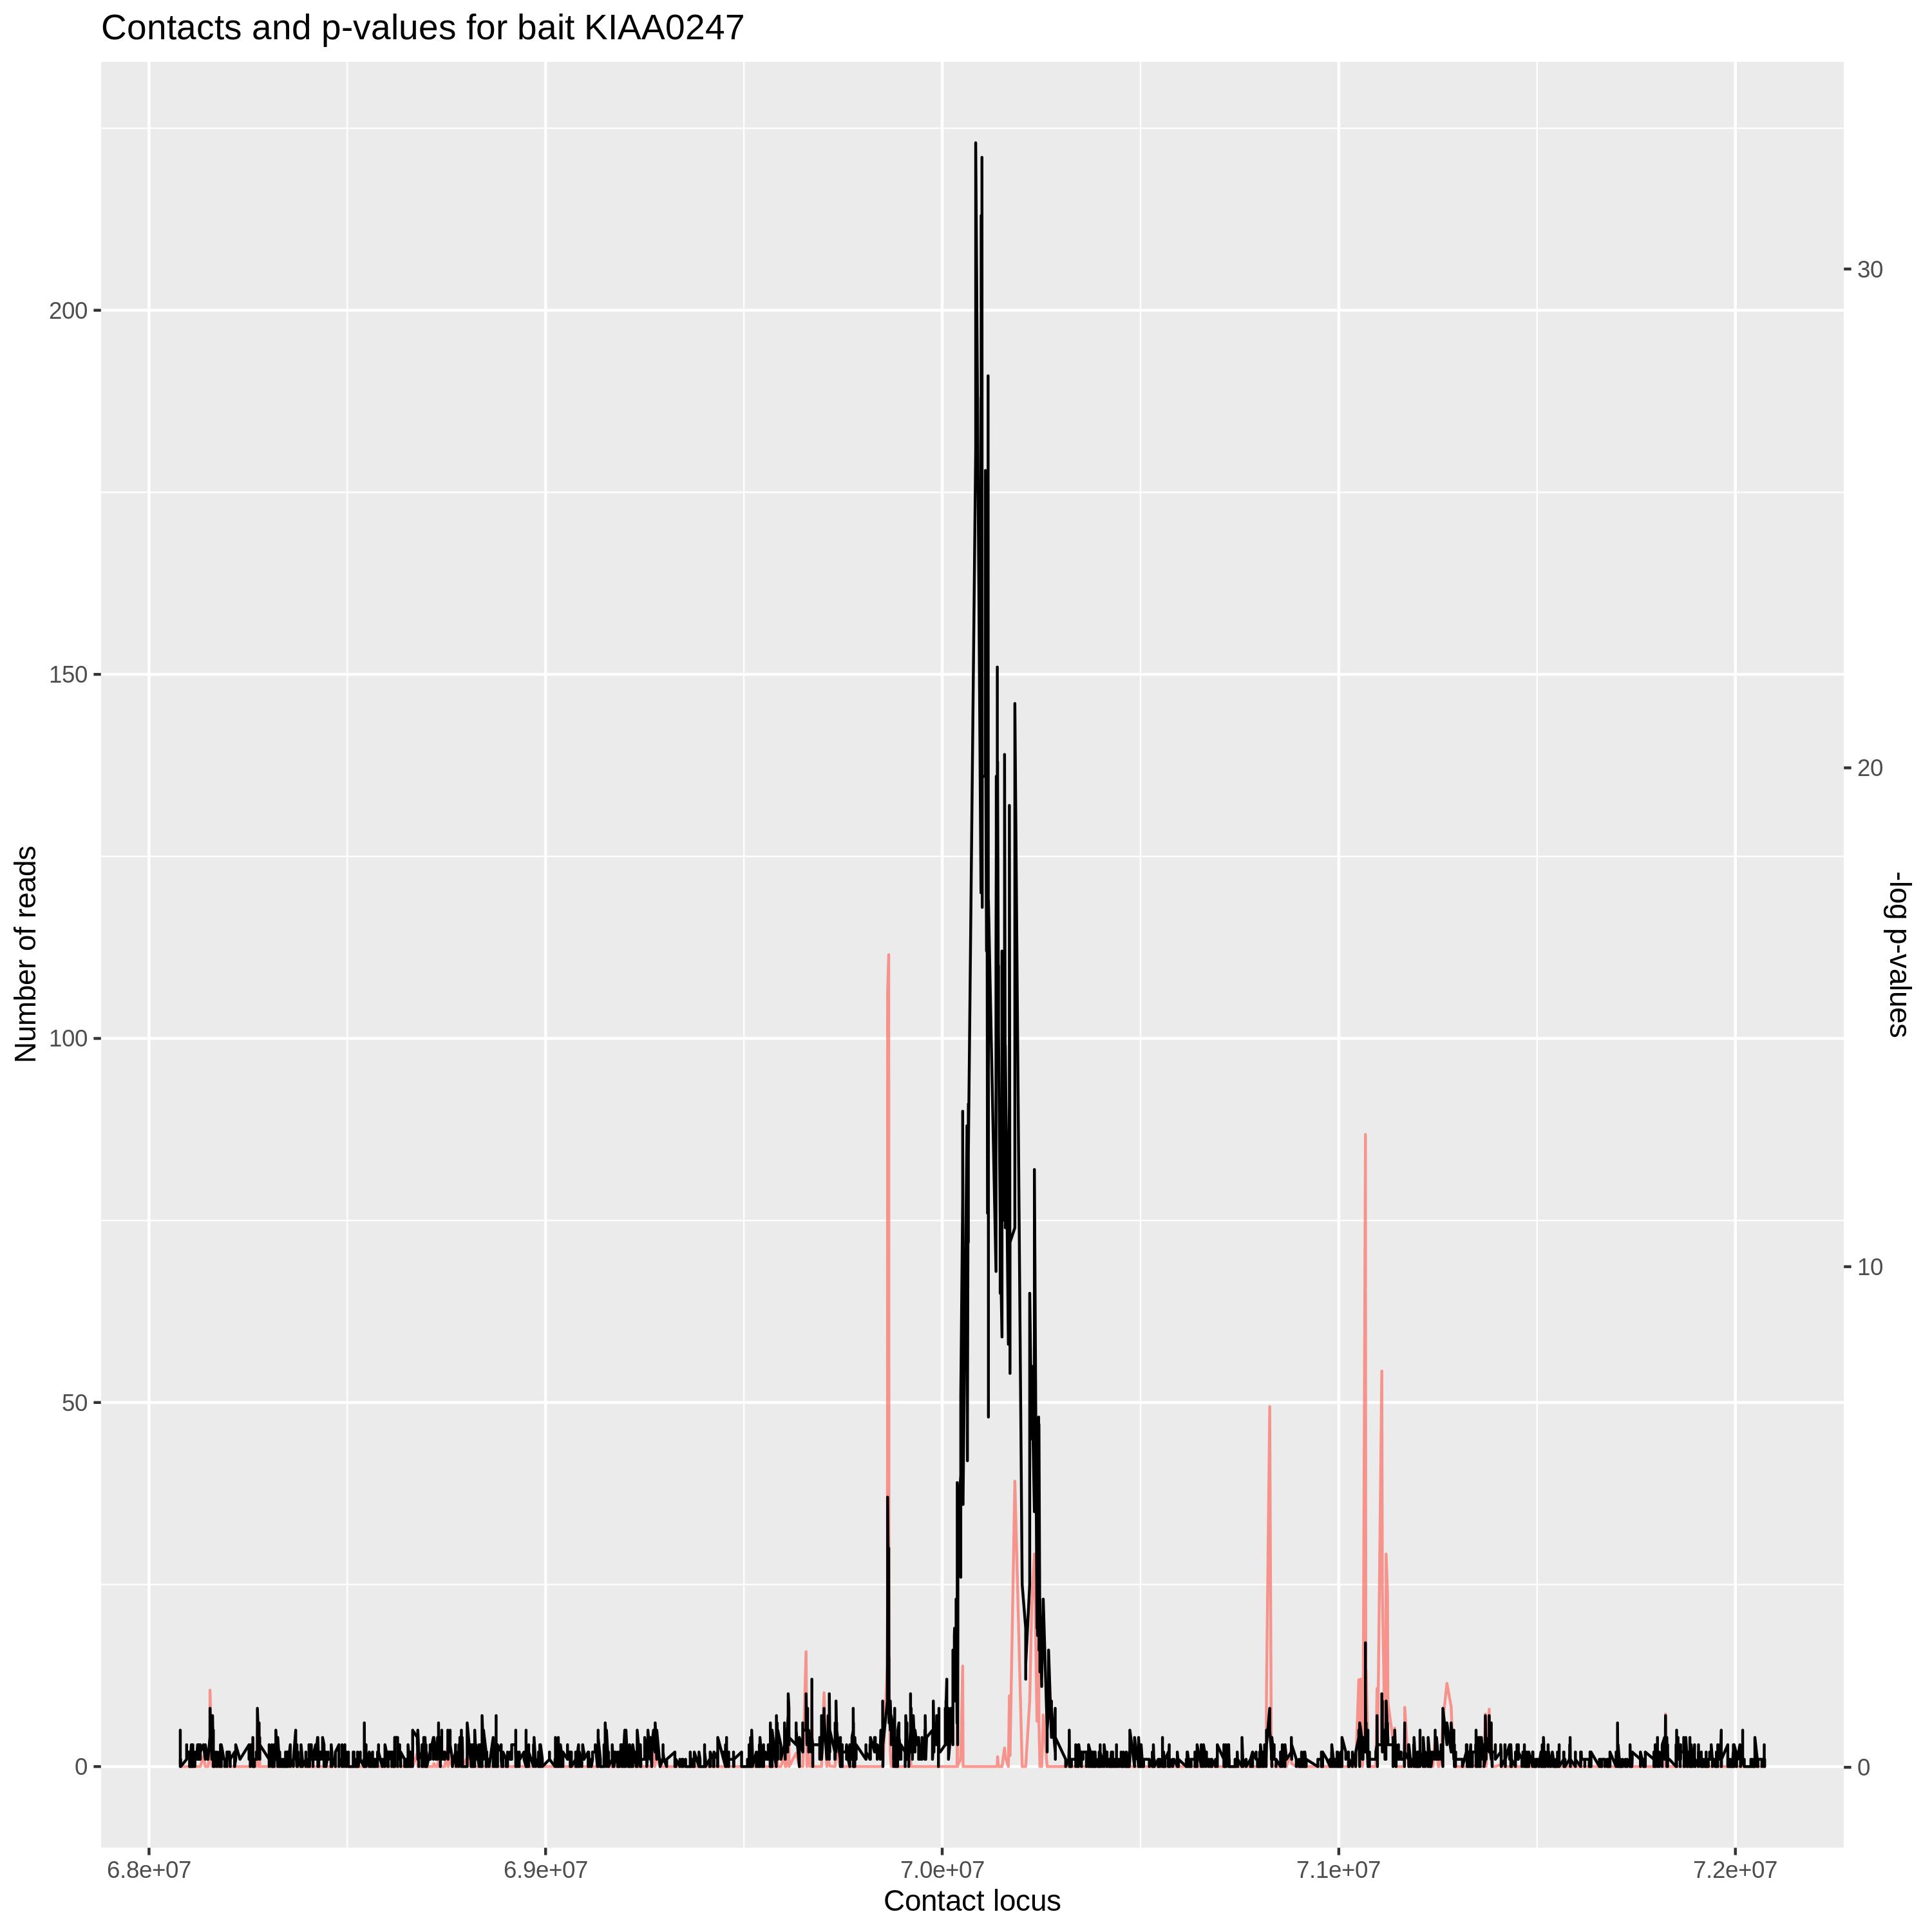 Contacts and p-values for bait KIAA0247
Number of reads
200
150
100
50
0
30
20
10
0
-log p-values
6.8e+07 6.9e+07 7.0e+07 7.1e+07 7.2e+07
Contact locus